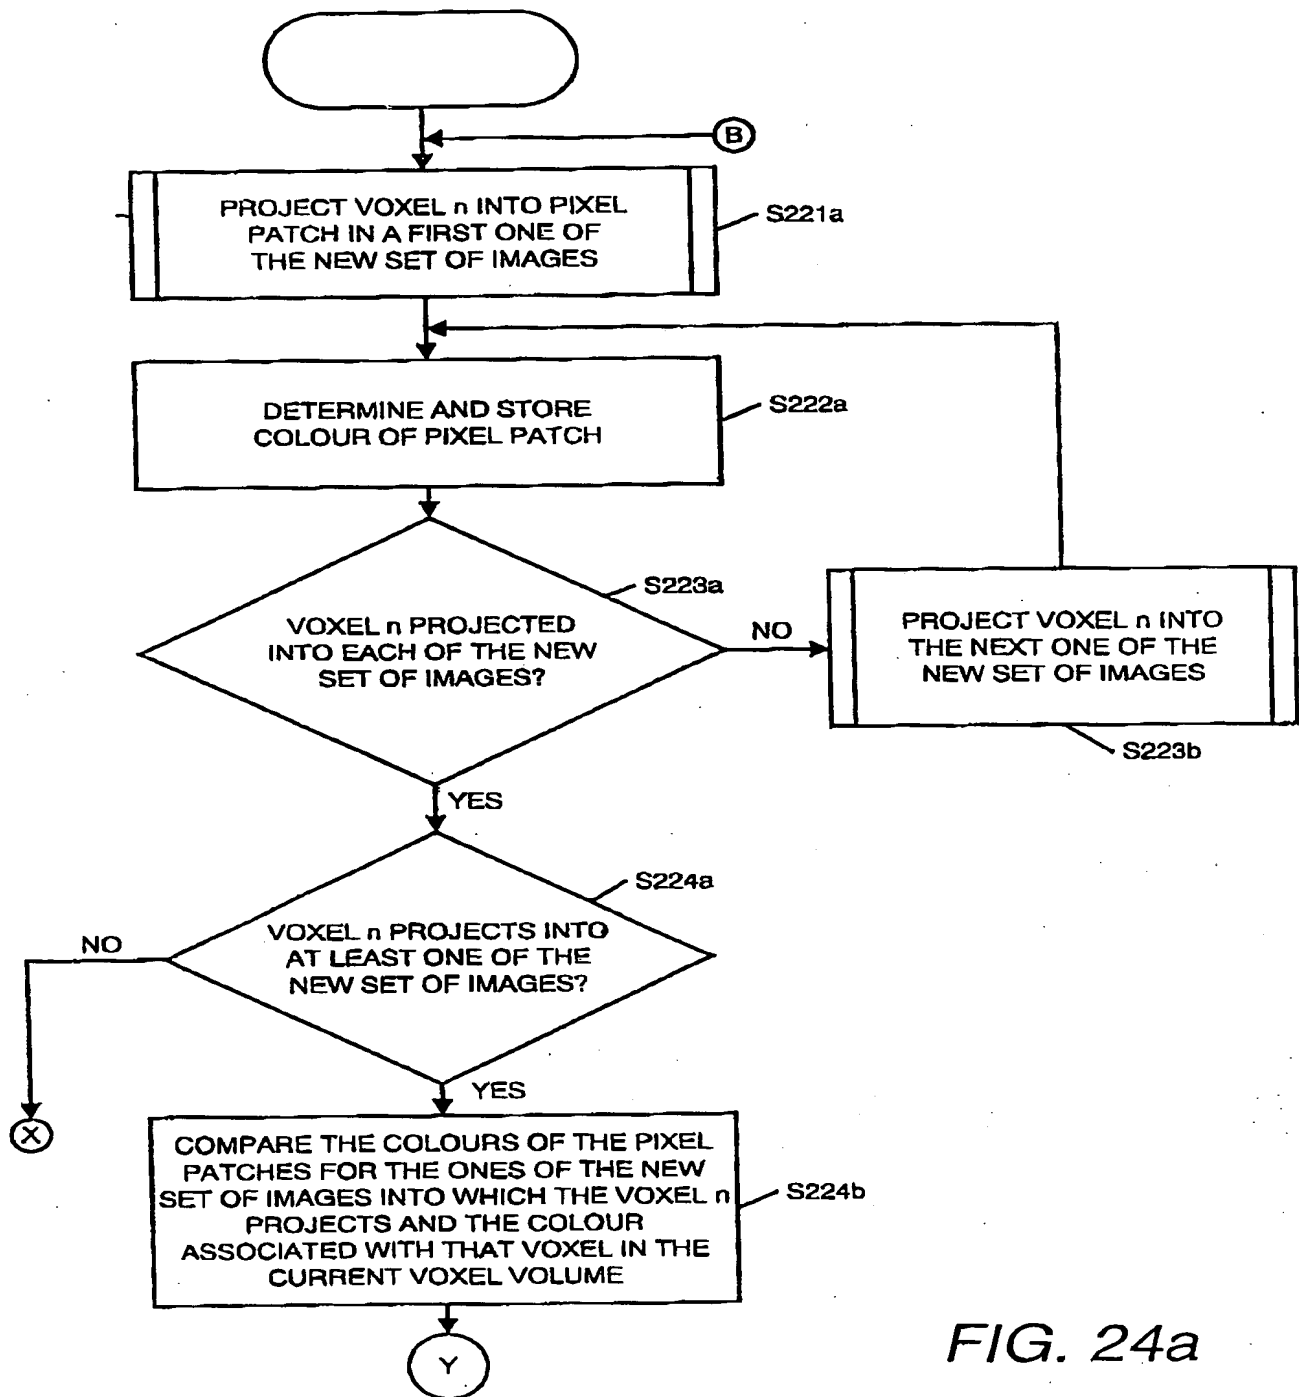 B
PROJECT VOXEL n INTO PIXEL
PATCH IN A FIRST ONE OF
THE NEW SET OF IMAGES
S221a
DETERMINE AND STORE
COLOUR OF PIXEL PATCH
S222a
S223a
VOXEL n PROJECTED
INTO EACH OF THE NEW
SET OF IMAGES?
NO
PROJECT VOXEL n INTO
THE NEXT ONE OF THE
NEW SET OF IMAGES
S223b
YES
S224a
VOXEL n PROJECTS INTO
AT LEAST ONE OF THE
NEW SET OF IMAGES?
NO
X
YES
COMPARE THE COLOURS OF THE PIXEL
PATCHES FOR THE ONES OF THE NEW
SET OF IMAGES INTO WHICH THE VOXEL n
PROJECTS AND THE COLOUR
ASSOCIATED WITH THAT VOXEL IN THE
CURRENT VOXEL VOLUME
S224b
Y
FIG. 24a